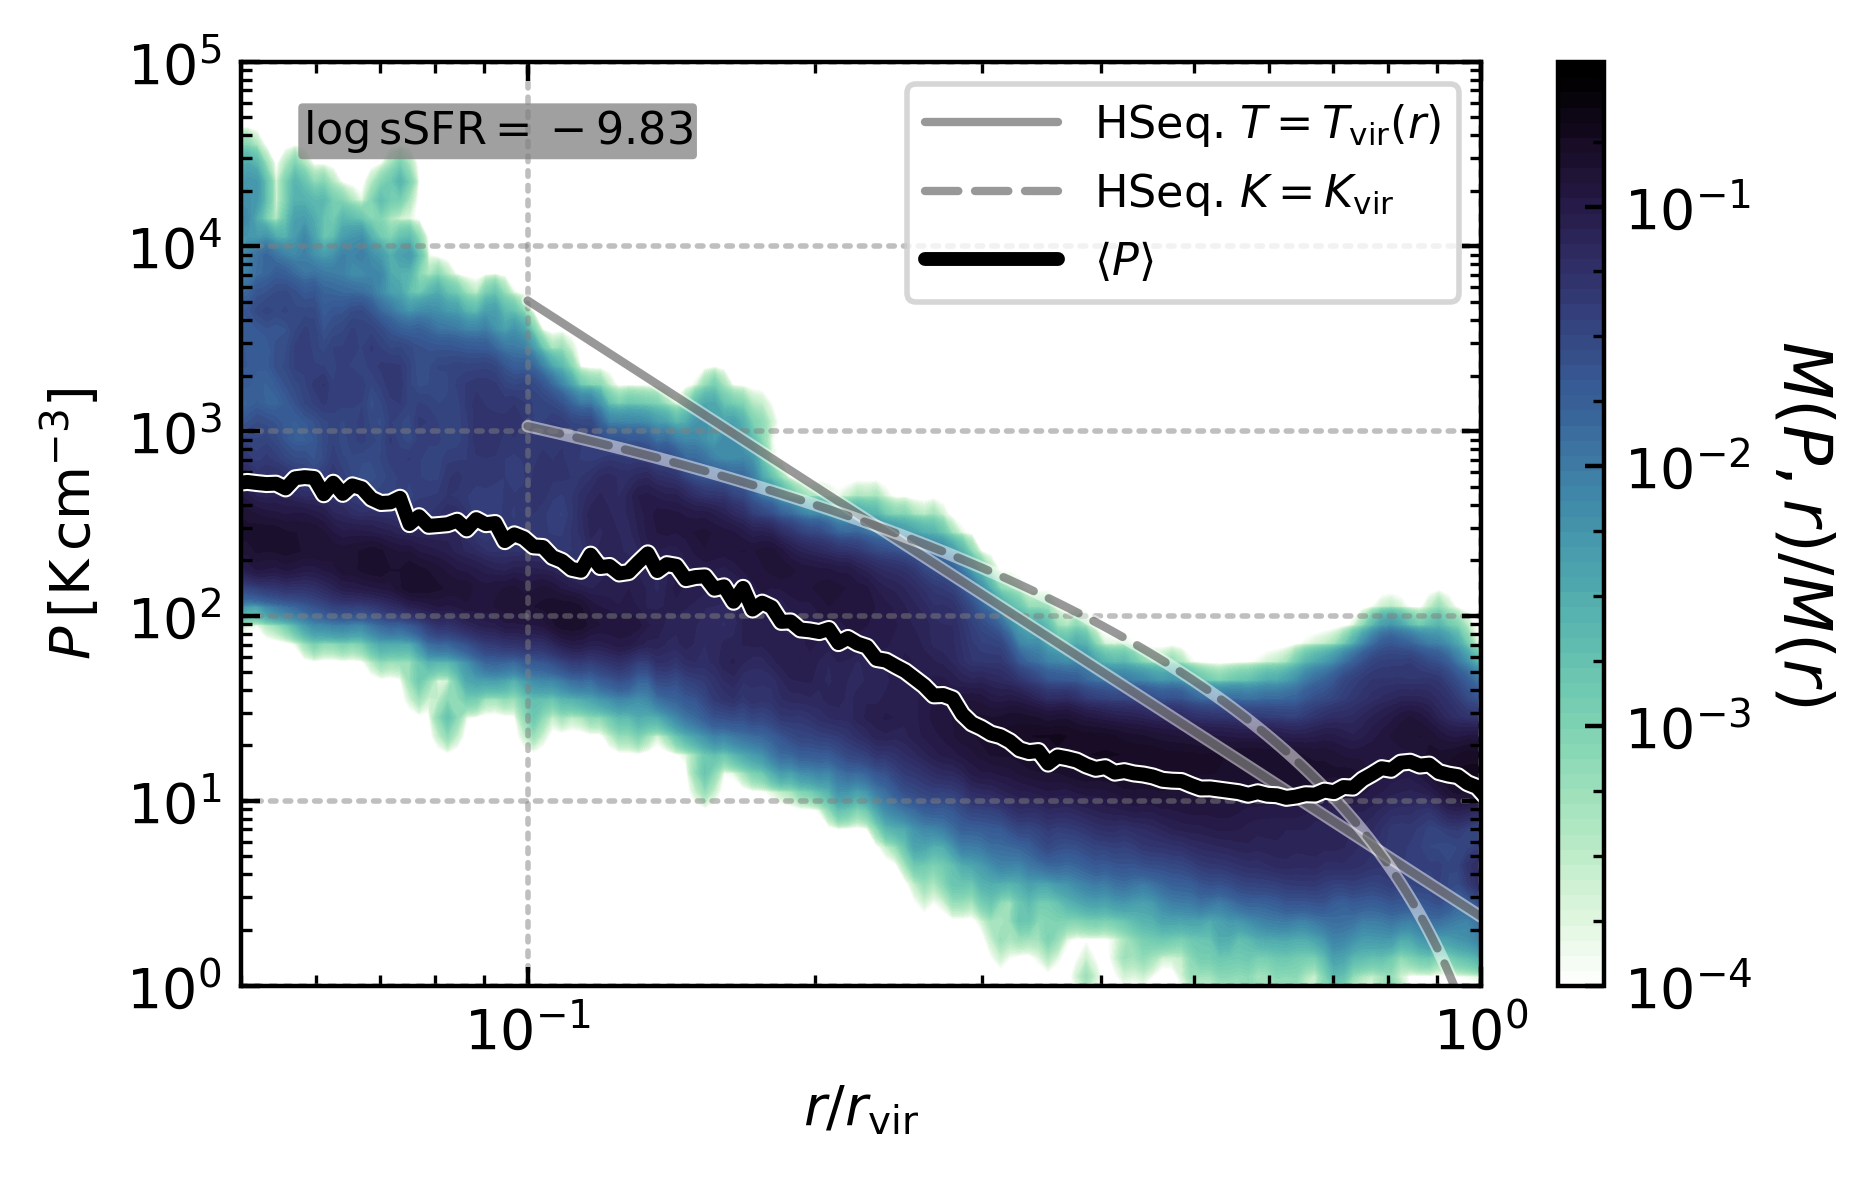 log sSFR = − 9.83
HSeq. T = T_vir(r)
HSeq. K = K_vir
⟨P⟩
10^5
10^4
10^3
10^2
10^1
10^0
P [K cm^−3]
10^−1
10^0
r/r_vir
10^−1
10^−2
10^−3
10^−4
M(P, r)/M(r)